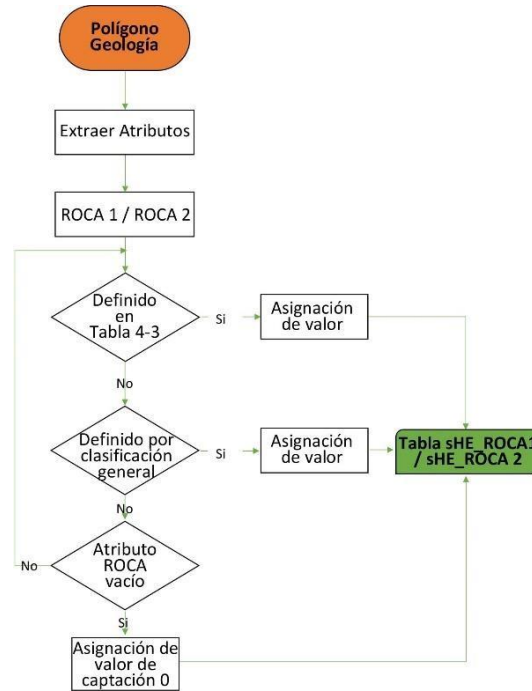 Polígono
Geología
Extraer Atributos
ROCA 1 / ROCA 2
Definido
en
Tabla 4-3
Si
Asignación
de valor
No
Definido por
clasificación
general
Si
Asignación
de valor
Tabla sHE_ROCA1
/ sHE_ROCA 2
No
Atributo
ROCA
vacío
No
Si
Asignación de
valor de
captación 0